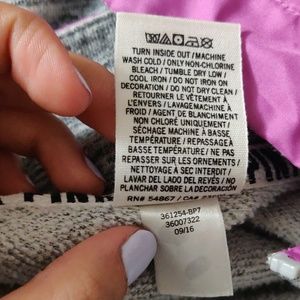 TURN INSIDE OUT / MACHINE
WASH COLD / ONLY NON-CHLORINE
BLEACH / TUMBLE DRY LOW /
COOL IRON / DO NOT IRON ON
DECORATION / DO NOT DRY CLEAN /
RETOURNER LE VÊTEMENT À
L'ENVERS / LAVAGE MACHINE À
FROID / AGENT DE BLANCHIMENT
NON CHLORÉ UNIQUEMENT /
SÉCHAGE MACHINE À BASSE
TEMPÉRATURE / REPASSAGE À
BASSE TEMPÉRATURE / NE PAS
REPASSER SUR LES ORNEMENTS /
NETTOYAGE À SEC INTERDIT /
LAVAR DEL LADO DEL REVÉS / NO
PLANCHAR SOBRE LA DECORACIÓN
RN# 54867 / CA#
361254-BP7
36007322
09/16